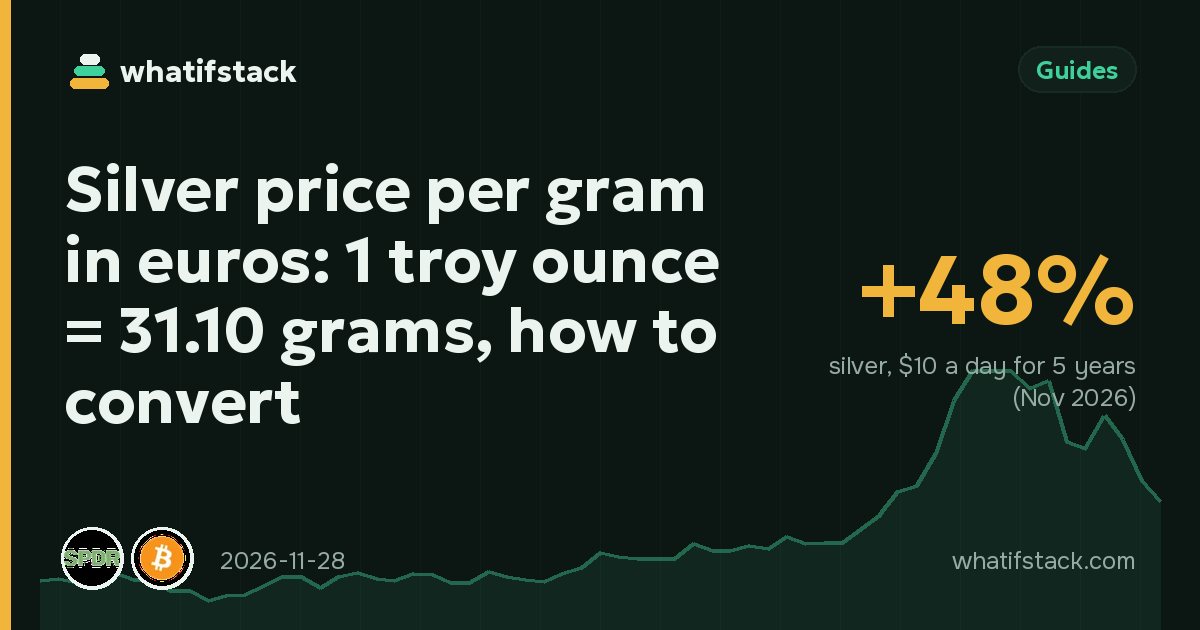 whatifstack
Guides
Silver price per gram
in euros: 1 troy ounce
= 31.10 grams, how to
convert
+48%
silver, $10 a day for 5 years
(Nov 2026)
SPDR
2026-11-28
whatifstack.com